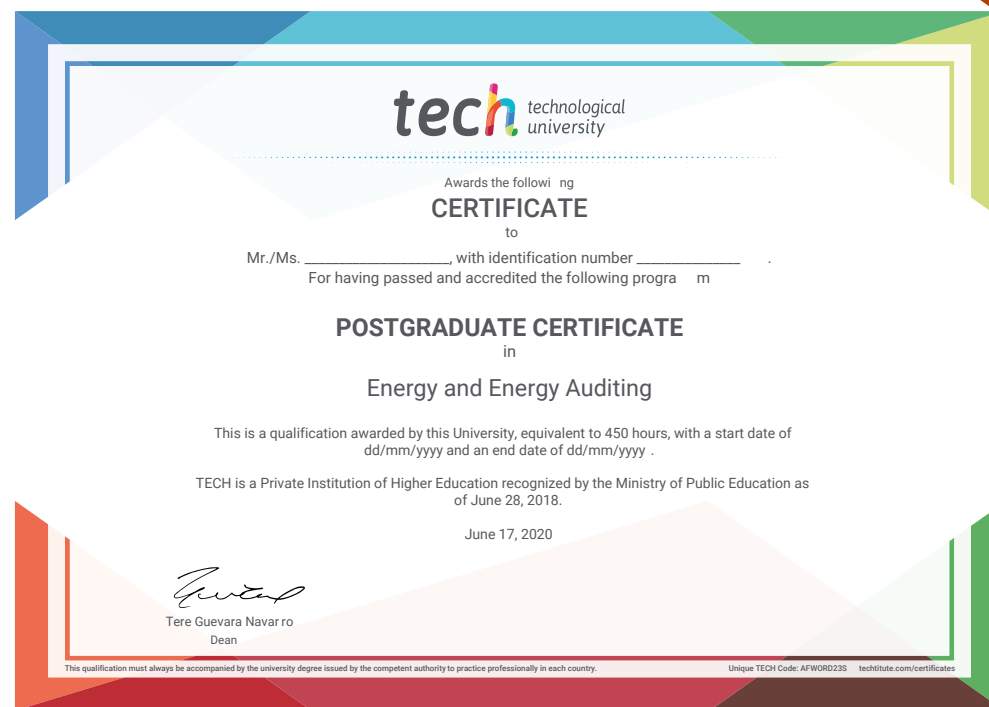 tech technological
university
Awards the followi ng
CERTIFICATE
to
Mr./Ms. _____________________, with identification number _______________ .
For having passed and accredited the following progra m
POSTGRADUATE CERTIFICATE
in
Energy and Energy Auditing
This is a qualification awarded by this University, equivalent to 450 hours, with a start date of
dd/mm/yyyy and an end date of dd/mm/yyyy .
TECH is a Private Institution of Higher Education recognized by the Ministry of Public Education as
of June 28, 2018.
June 17, 2020
Tere Guevara Navar ro
Dean
This qualification must always be accompanied by the university degree issued by the competent authority to practice professionally in each country.
Unique TECH Code: AFWORD23S techtitute.com/certificates